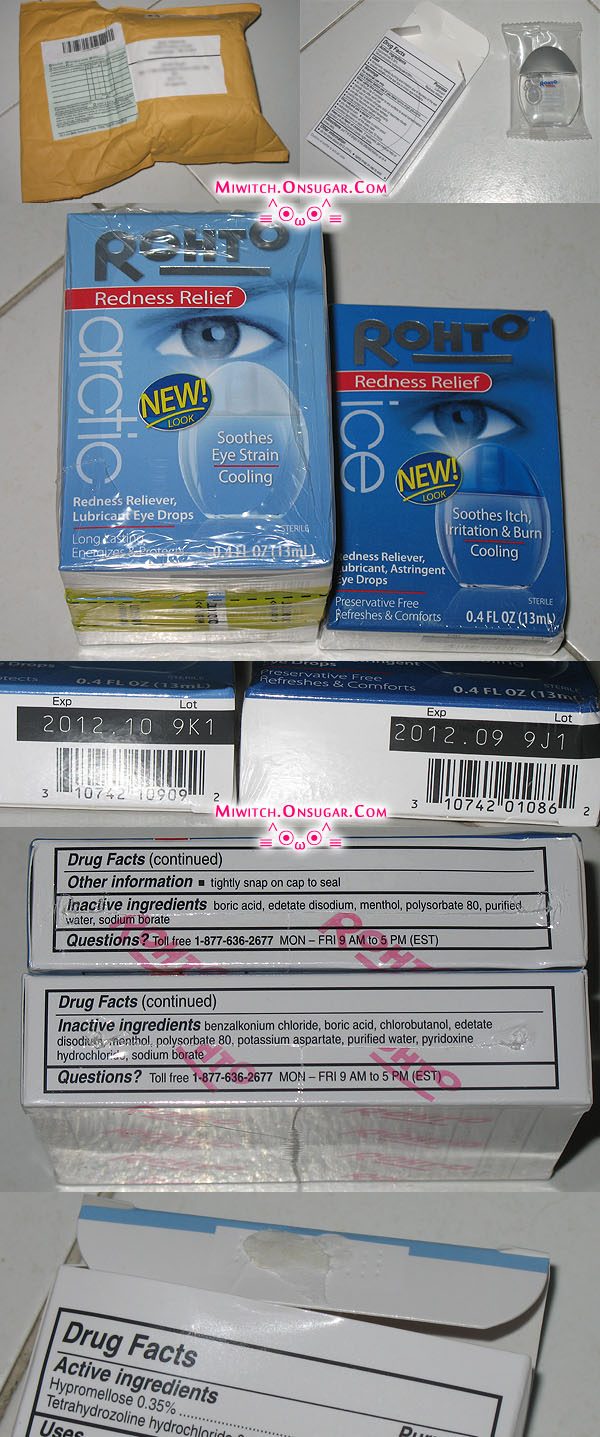 Drug Facts
MIWITCH.ONSUGAR.COM
ROHTO
Redness Relief
arctic
NEW!
LOOK
Soothes
Eye Strain
Cooling
Redness Reliever,
Lubricant Eye Drops
Long Lasting
Energizes & Protects
STERILE
0.4 FL OZ (13mL)
ROHTO
Redness Relief
ice
NEW!
LOOK
Soothes Itch,
Irritation & Burn
Cooling
Redness Reliever,
Lubricant, Astringent
Eye Drops
Preservative Free
Refreshes & Comforts
STERILE
0.4 FL OZ (13mL)
Drops
STERILE
tects
0.4 FL OZ (13mL)
Exp Lot
2012.10 9K1
3 10742 10909 2
Preservative Free
Refreshes & Comforts
STERILE
0.4 FL OZ (13mL)
Exp Lot
2012.09 9J1
3 10742 01086 2
MIWITCH.ONSUGAR.COM
Drug Facts (continued)
Other information ■ tightly snap on cap to seal
Inactive ingredients boric acid, edetate disodium, menthol, polysorbate 80, purified
water, sodium borate
Questions? Toll free 1-877-636-2677 MON – FRI 9 AM to 5 PM (EST)
ROHTO ROHTO
Drug Facts (continued)
Inactive ingredients benzalkonium chloride, boric acid, chlorobutanol, edetate
disodium, menthol, polysorbate 80, potassium aspartate, purified water, pyridoxine
hydrochloride, sodium borate
Questions? Toll free 1-877-636-2677 MON – FRI 9 AM to 5 PM (EST)
ROHTO ROHTO
Drug Facts
Active ingredients
Hypromellose 0.35%
Tetrahydrozoline hydrochloride
Uses